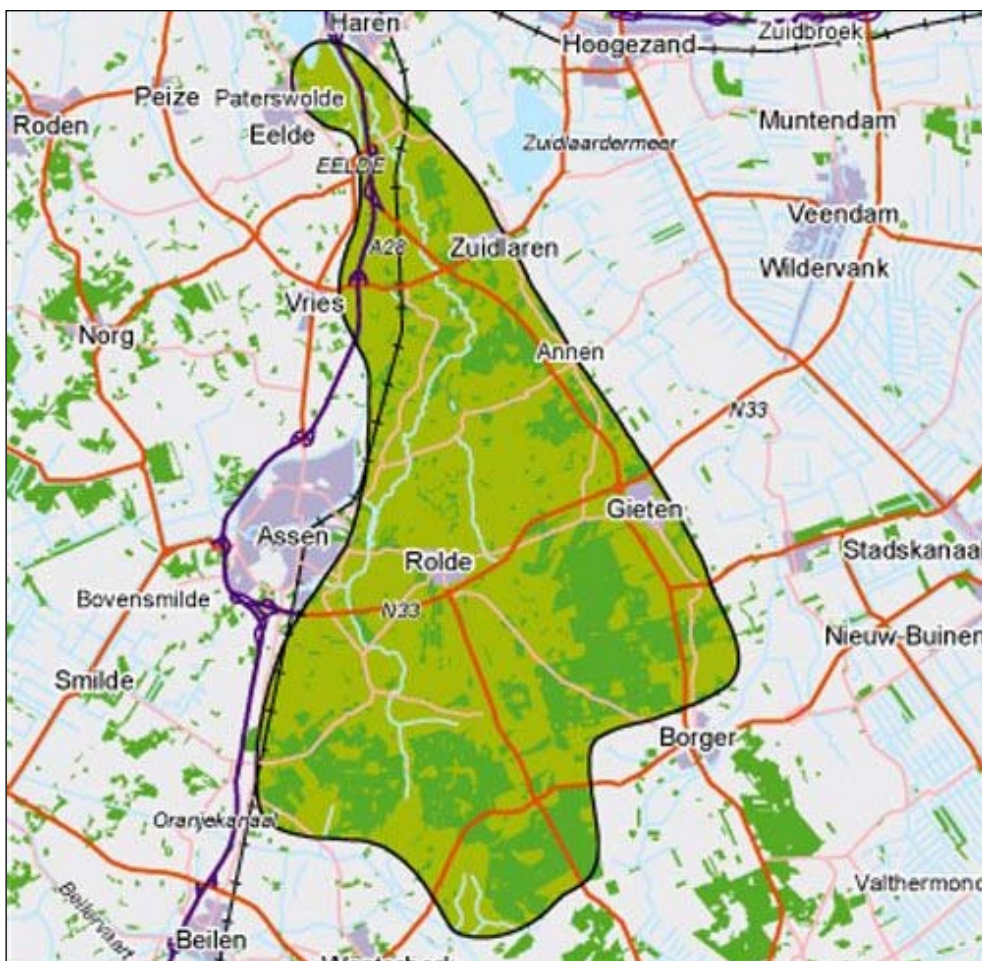 Haren
Hoogezand
Zuidbroek
Peize
Paterswolde
Roden
Muntendam
Eelde
Zuidlaardermeer
EELDE
Veendam
A28
Zuidlaren
Wildervank
Vries
Norg
Annen
N33
Gieten
Assen
Stadskanaal
Rolde
Bovensmilde
N33
Nieuw-Buinen
Smilde
Borger
Oranjekanaal
Valthermond
Beilervaart
Beilen